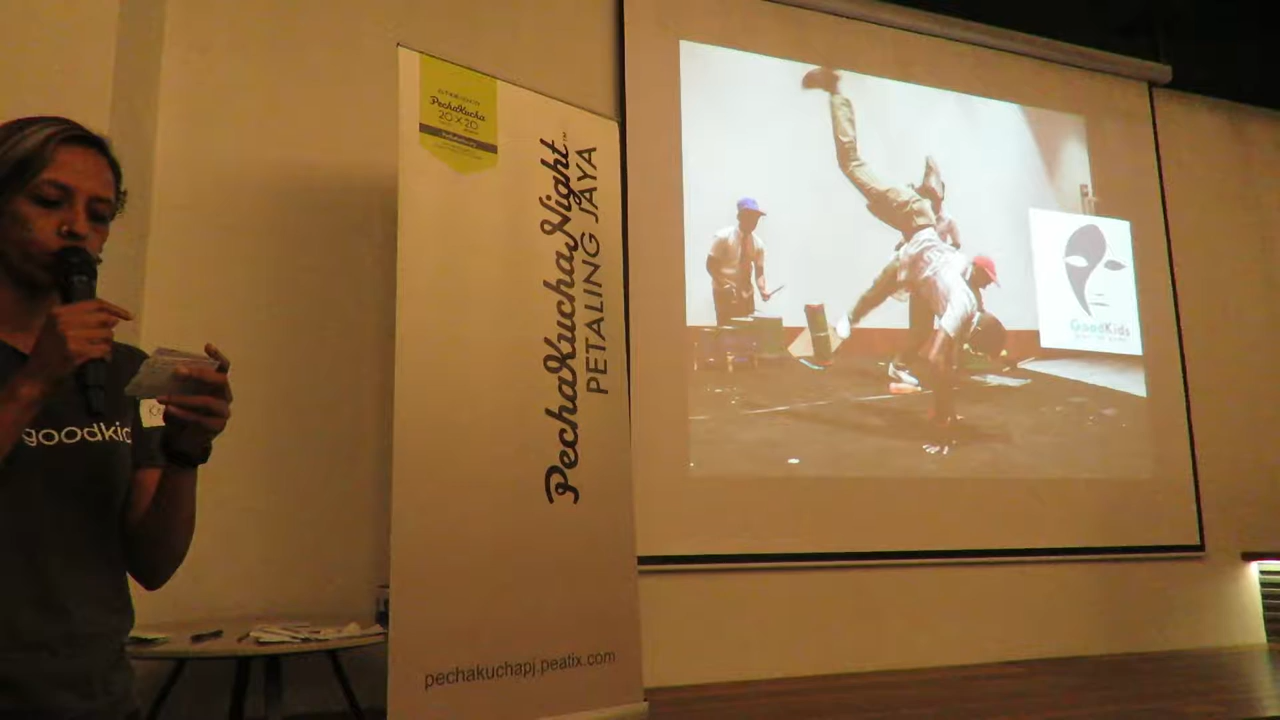 goodkid
PechaKucha
20X20
PechaKuchaNight™
PETALING JAYA
pechakuchapj.peatix.com
GoodKids